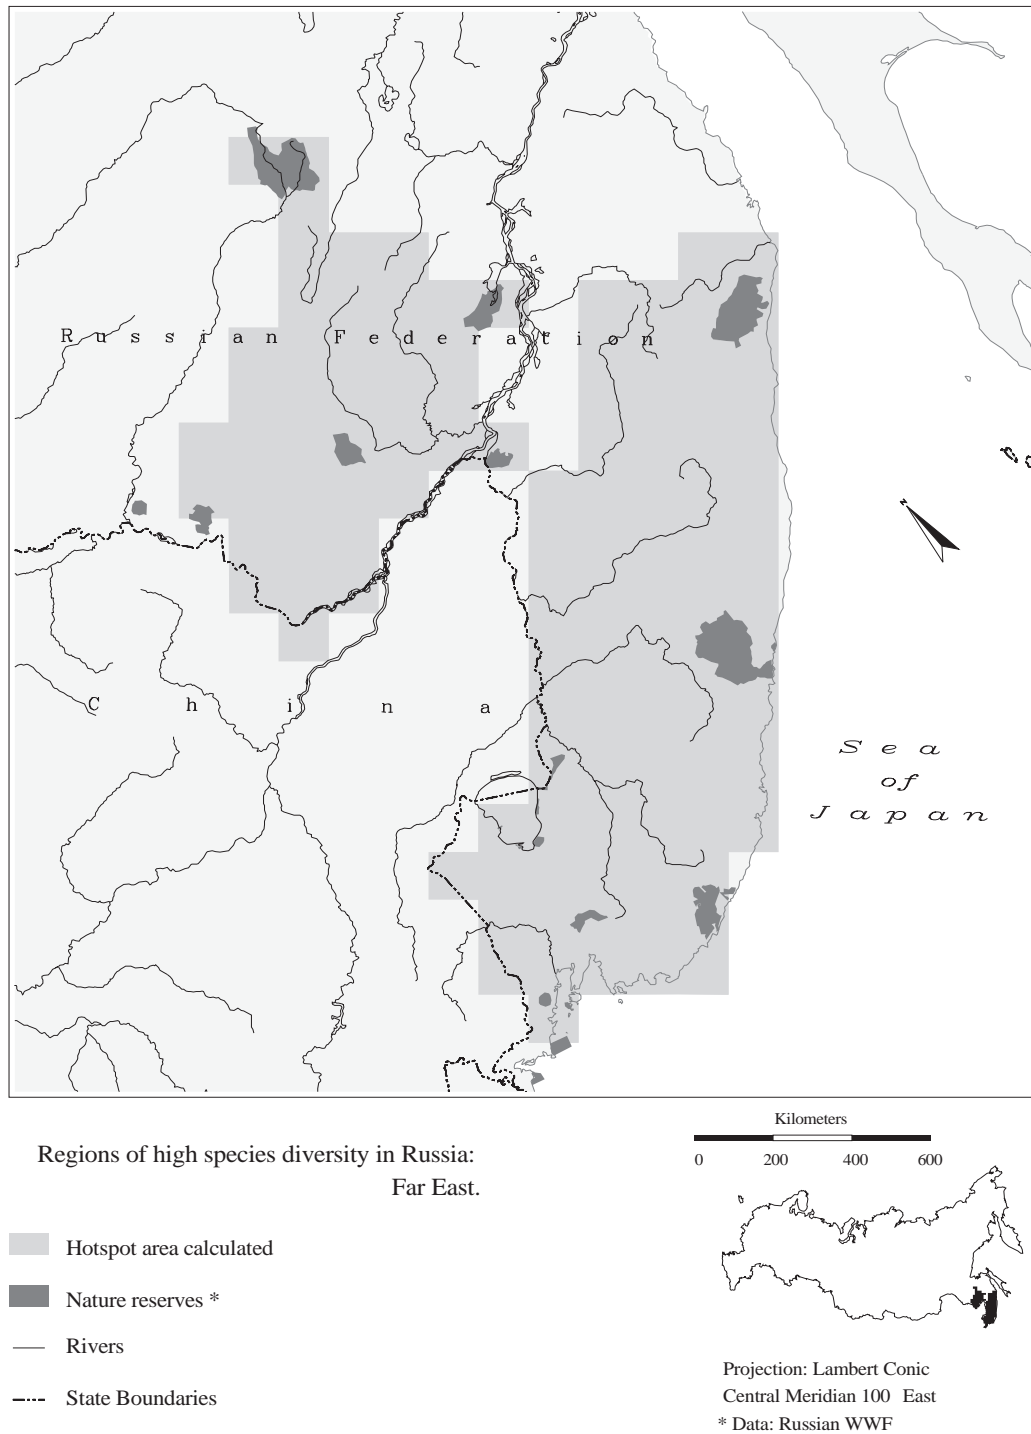 Russian Federation
China
Sea
of
Japan
N
Regions of high species diversity in Russia:
Far East.
Hotspot area calculated
Nature reserves *
Rivers
State Boundaries
Kilometers
0 200 400 600
Projection: Lambert Conic
Central Meridian 100 East
* Data: Russian WWF